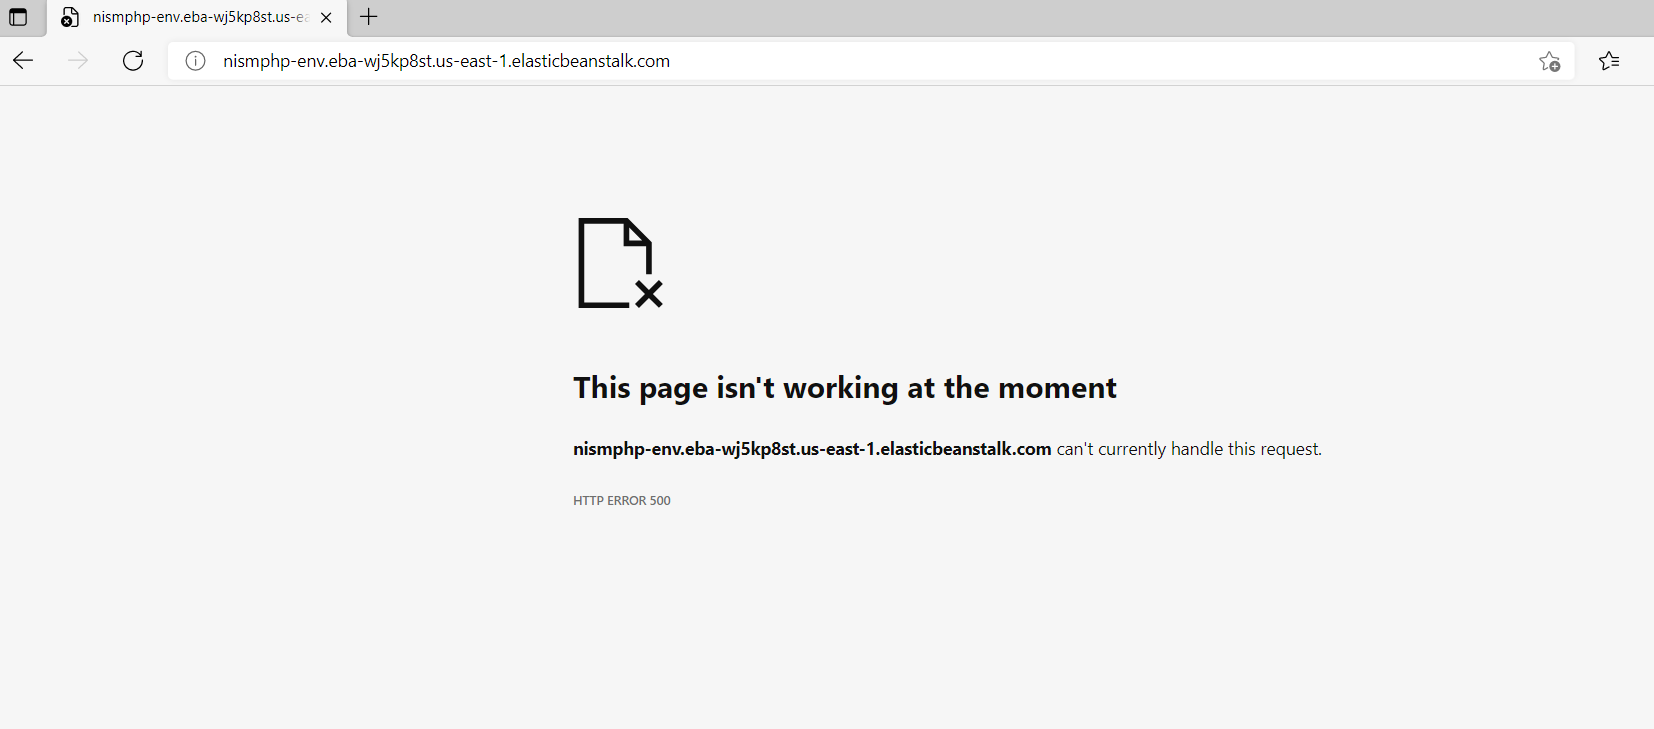 nismphp-env.eba-wj5kp8st.us-ea
nismphp-env.eba-wj5kp8st.us-east-1.elasticbeanstalk.com
This page isn't working at the moment
nismphp-env.eba-wj5kp8st.us-east-1.elasticbeanstalk.com can't currently handle this request.
HTTP ERROR 500